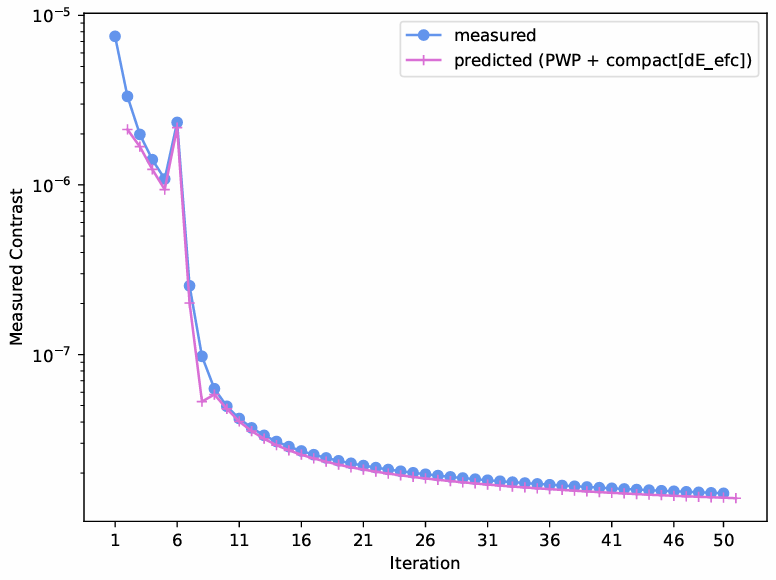 10⁻⁵
10⁻⁶
10⁻⁷
Measured Contrast
measured
predicted (PWP + compact[dE_efc])
1 6 11 16 21 26 31 36 41 46 50
Iteration